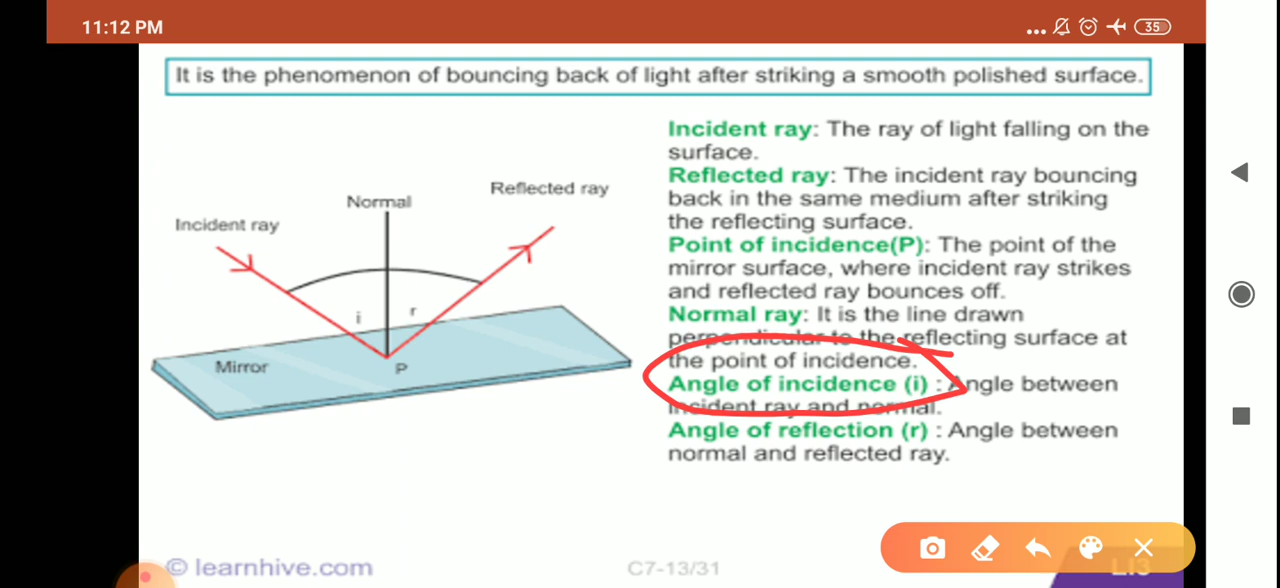 11:12 PM
35
It is the phenomenon of bouncing back of light after striking a smooth polished surface.
Incident ray
Normal
Reflected ray
i
r
Mirror
P
Incident ray: The ray of light falling on the
surface.
Reflected ray: The incident ray bouncing
back in the same medium after striking
the reflecting surface.
Point of incidence(P): The point of the
mirror surface, where incident ray strikes
and reflected ray bounces off.
Normal ray: It is the line drawn
perpendicular to the reflecting surface at
the point of incidence.
Angle of incidence (i) : Angle between
incident ray and normal.
Angle of reflection (r) : Angle between
normal and reflected ray.
© learnhive.com
C7-13/31